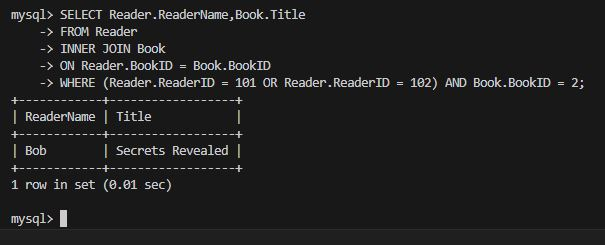 mysql> SELECT Reader.ReaderName,Book.Title
    -> FROM Reader
    -> INNER JOIN Book
    -> ON Reader.BookID = Book.BookID
    -> WHERE (Reader.ReaderID = 101 OR Reader.ReaderID = 102) AND Book.BookID = 2;
+------------+------------------+
| ReaderName | Title            |
+------------+------------------+
| Bob        | Secrets Revealed |
+------------+------------------+
1 row in set (0.01 sec)

mysql>